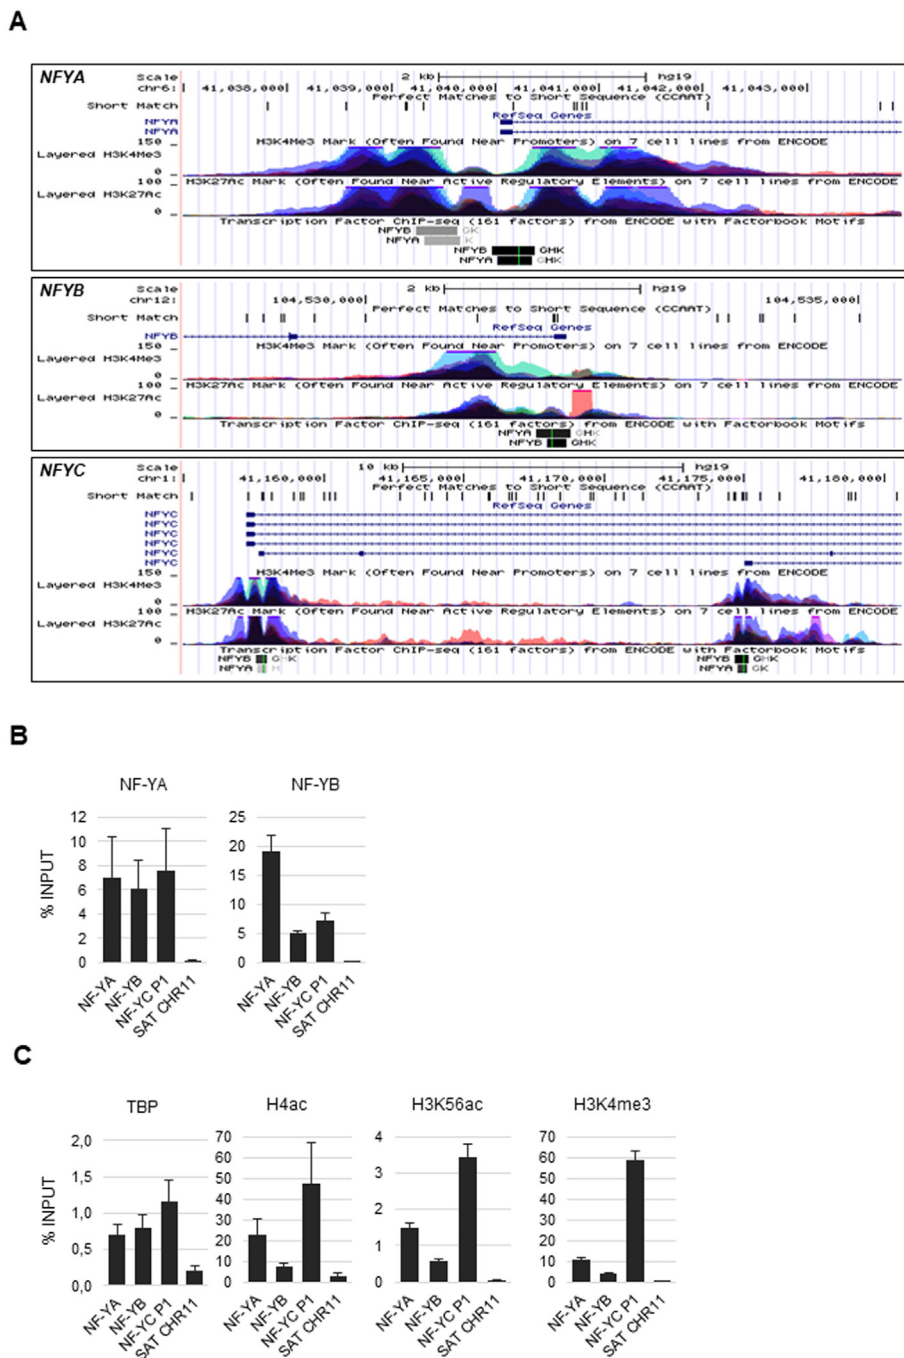 A
NFYA
Scale 2 kb hg19
chr6: 41,038,000 41,039,000 41,040,000 41,041,000 41,042,000 41,043,000
Perfect Matches to Short Sequence (CCAAT)
Short Match
RefSeq Genes
NFYA
NFYA
H3K4Me3 Mark (Often Found Near Promoters) on 7 cell lines from ENCODE
150 _
Layered H3K4Me3
0 _
H3K27Ac Mark (Often Found Near Active Regulatory Elements) on 7 cell lines from ENCODE
100 _
Layered H3K27Ac
0 _
Transcription Factor ChIP-seq (161 factors) from ENCODE with Factorbook Motifs
NFYB GK
NFYA K
NFYB GHK
NFYA GHK
NFYB
Scale 2 kb hg19
chr12: 104,530,000 104,535,000
Perfect Matches to Short Sequence (CCAAT)
Short Match
RefSeq Genes
NFYB
H3K4Me3 Mark (Often Found Near Promoters) on 7 cell lines from ENCODE
150 _
Layered H3K4Me3
0 _
H3K27Ac Mark (Often Found Near Active Regulatory Elements) on 7 cell lines from ENCODE
100 _
Layered H3K27Ac
0 _
Transcription Factor ChIP-seq (161 factors) from ENCODE with Factorbook Motifs
NFYA GHK
NFYB GHK
NFYC
Scale 10 kb hg19
chr1: 41,160,000 41,165,000 41,170,000 41,175,000 41,180,000
Perfect Matches to Short Sequence (CCAAT)
Short Match
RefSeq Genes
NFYC
NFYC
NFYC
NFYC
NFYC
H3K4Me3 Mark (Often Found Near Promoters) on 7 cell lines from ENCODE
NFYC
150 _
Layered H3K4Me3
0 _
H3K27Ac Mark (Often Found Near Active Regulatory Elements) on 7 cell lines from ENCODE
100 _
Layered H3K27Ac
0 _
Transcription Factor ChIP-seq (161 factors) from ENCODE with Factorbook Motifs
NFYB GHK NFYB GHK
NFYA H NFYA GK
B
NF-YA
% INPUT
12
10
8
6
4
2
0
NF-YA
NF-YB
NF-YC P1
SAT CHR11
NF-YB
25
20
15
10
5
0
NF-YA
NF-YB
NF-YC P1
SAT CHR11
C
TBP
% INPUT
2,0
1,5
1,0
0,5
0,0
NF-YA
NF-YB
NF-YC P1
SAT CHR11
H4ac
70
60
50
40
30
20
10
0
NF-YA
NF-YB
NF-YC P1
SAT CHR11
H3K56ac
4
3
2
1
0
NF-YA
NF-YB
NF-YC P1
SAT CHR11
H3K4me3
70
60
50
40
30
20
10
0
NF-YA
NF-YB
NF-YC P1
SAT CHR11